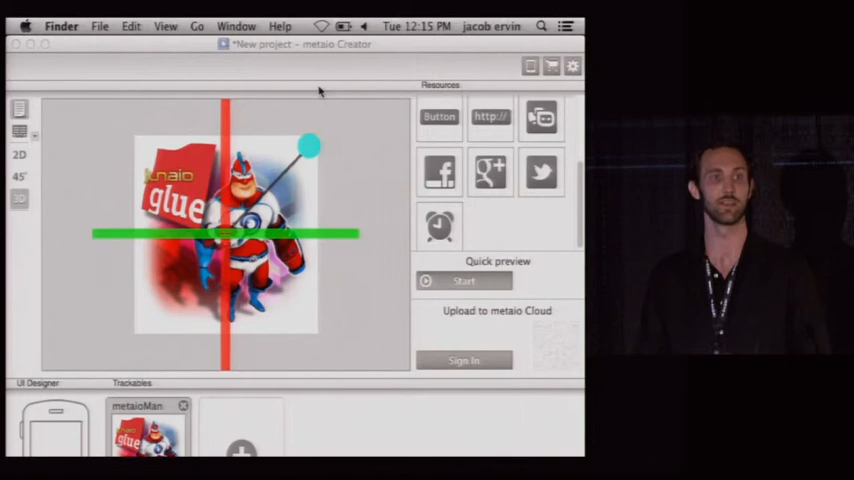 Finder File Edit View Go Window Help Tue 12:15 PM jacob ervin
*New project - metaio Creator
Resources
Button http://
2D
45°
3D
junaio
glue
Quick preview
Start
Upload to metaio Cloud
Sign In
UI Designer Trackables
metaioMan
glue